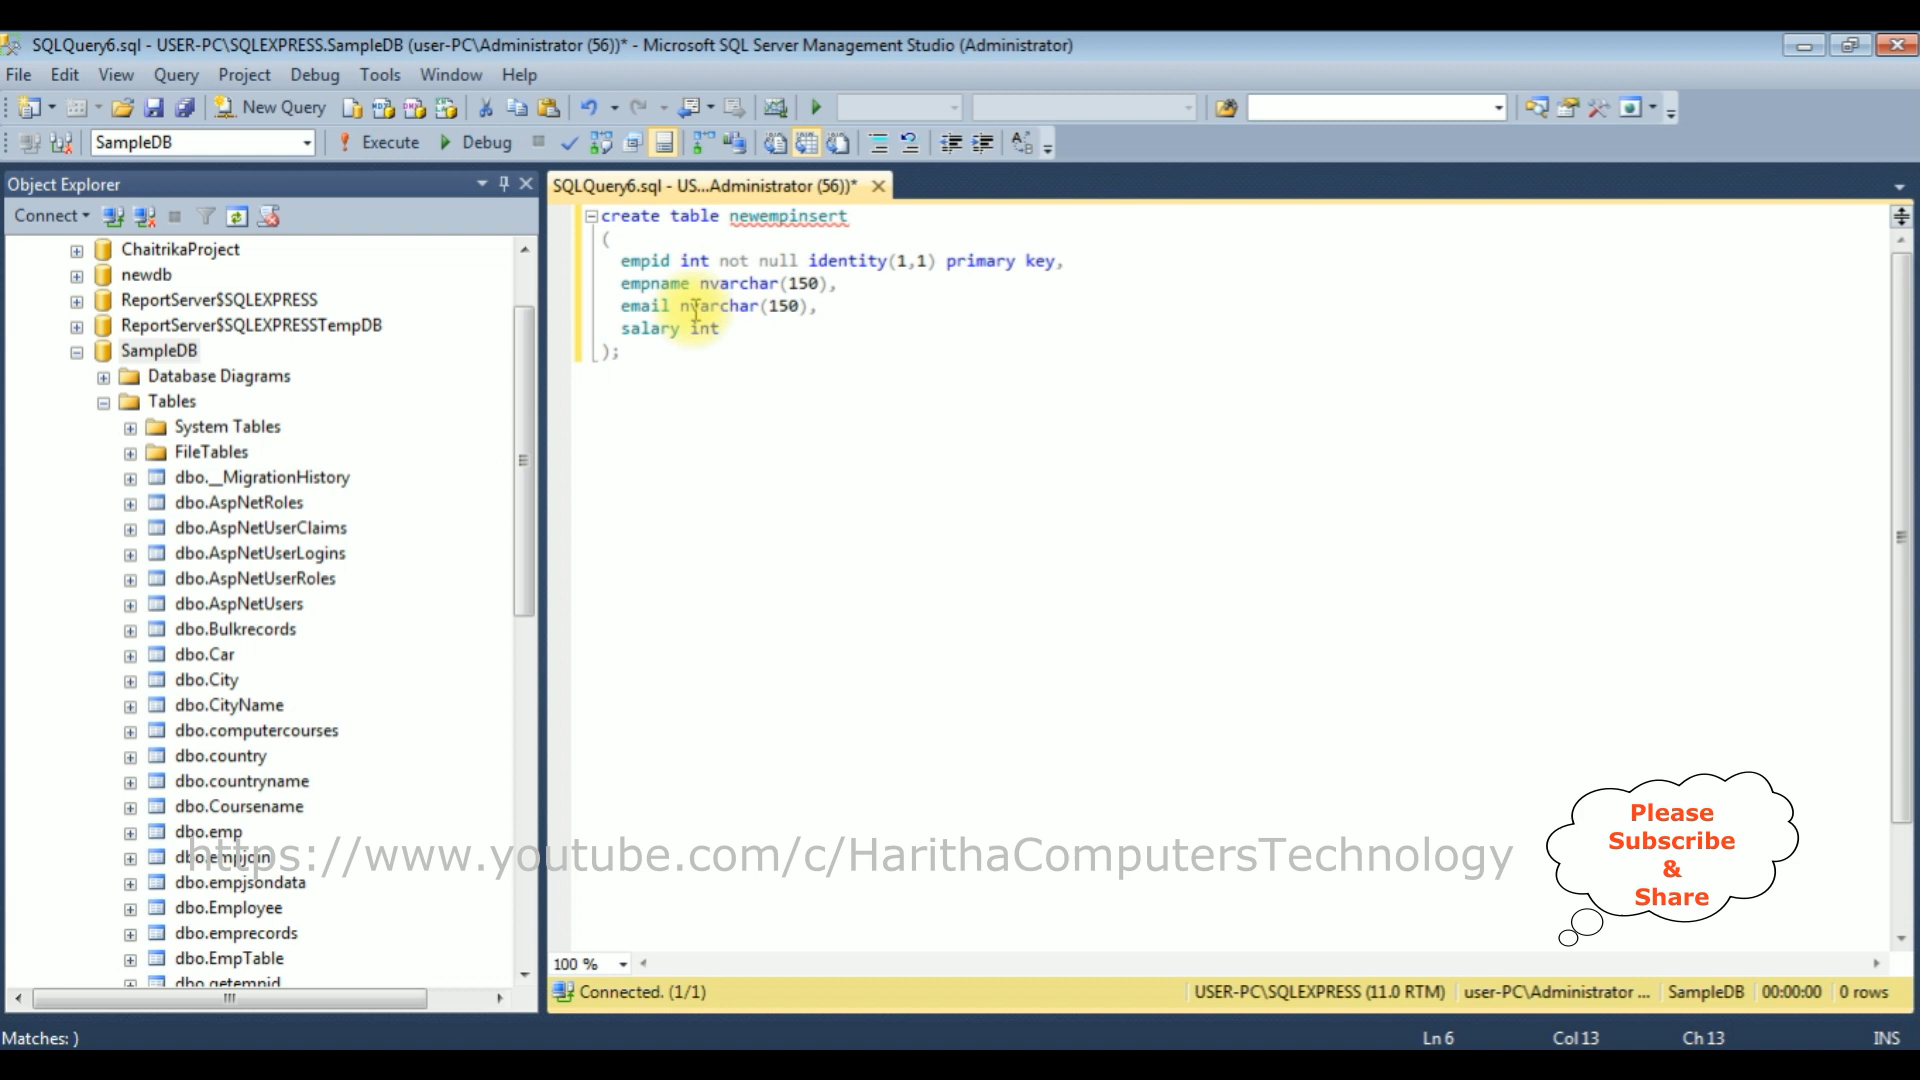 SQLQuery6.sql - USER-PC\SQLEXPRESS.SampleDB (user-PC\Administrator (56))* - Microsoft SQL Server Management Studio (Administrator)
File Edit View Query Project Debug Tools Window Help
New Query
SampleDB Execute Debug
Object Explorer
Connect
ChaitrikaProject
newdb
ReportServer$SQLEXPRESS
ReportServer$SQLEXPRESSTempDB
SampleDB
Database Diagrams
Tables
System Tables
FileTables
dbo.__MigrationHistory
dbo.AspNetRoles
dbo.AspNetUserClaims
dbo.AspNetUserLogins
dbo.AspNetUserRoles
dbo.AspNetUsers
dbo.Bulkrecords
dbo.Car
dbo.City
dbo.CityName
dbo.computercourses
dbo.country
dbo.countryname
dbo.Coursename
dbo.emp
dbo.empjoin
dbo.empjsondata
dbo.Employee
dbo.emprecords
dbo.EmpTable
dbo.getempid
SQLQuery6.sql - US...Administrator (56))*
create table newempinsert
(
empid int not null identity(1,1) primary key,
empname nvarchar(150),
email nvarchar(150),
salary int
);
https://www.youtube.com/c/HarithaComputersTechnology
Please
Subscribe
&
Share
100 %
Connected. (1/1) USER-PC\SQLEXPRESS (11.0 RTM) user-PC\Administrator ... SampleDB 00:00:00 0 rows
Matches: ) Ln 6 Col 13 Ch 13 INS